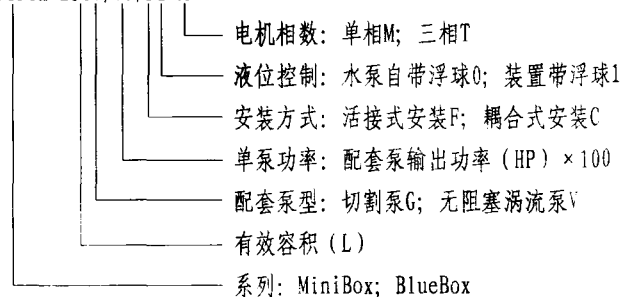 电机相数: 单相M; 三相T
液位控制: 水泵自带浮球0; 装置带浮球1
安装方式: 活接式安装F; 耦合式安装C
单泵功率: 配套泵输出功率 (HP) ×100
配套泵型: 切割泵G; 无阻塞涡流泵V
有效容积(L)
系列: MiniBox; BlueBox